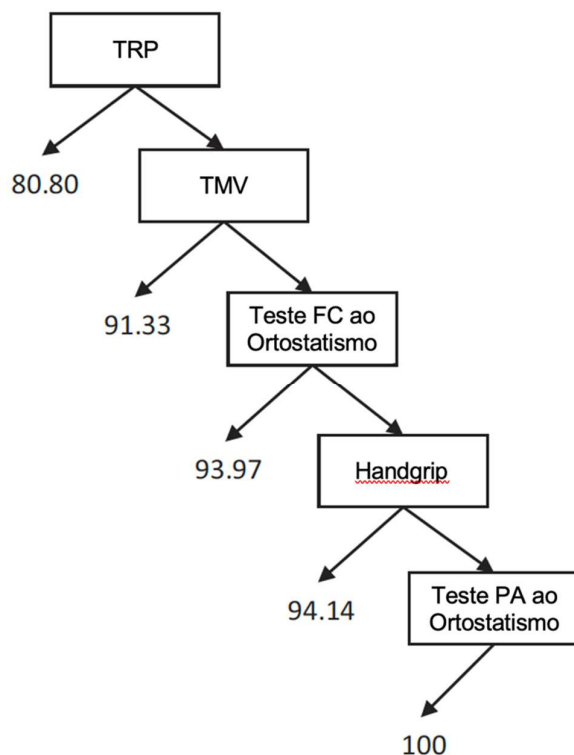 TRP
80.80
TMV
91.33
Teste FC ao
Ortostatismo
93.97
Handgrip
94.14
Teste PA ao
Ortostatismo
100